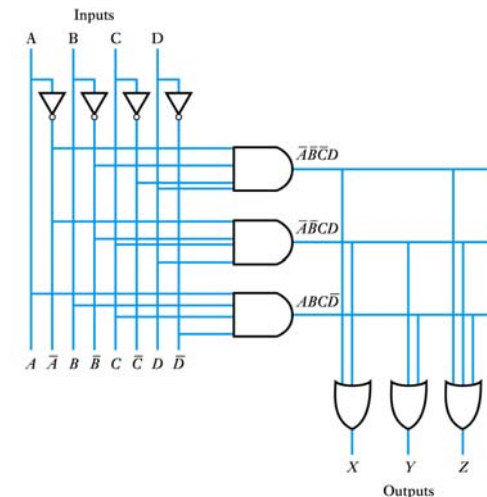 Inputs
A B C D
A̅B̅C̅D
A̅B̅CD
ABCD̅
A A̅ B B̅ C C̅ D D̅
X Y Z
Outputs